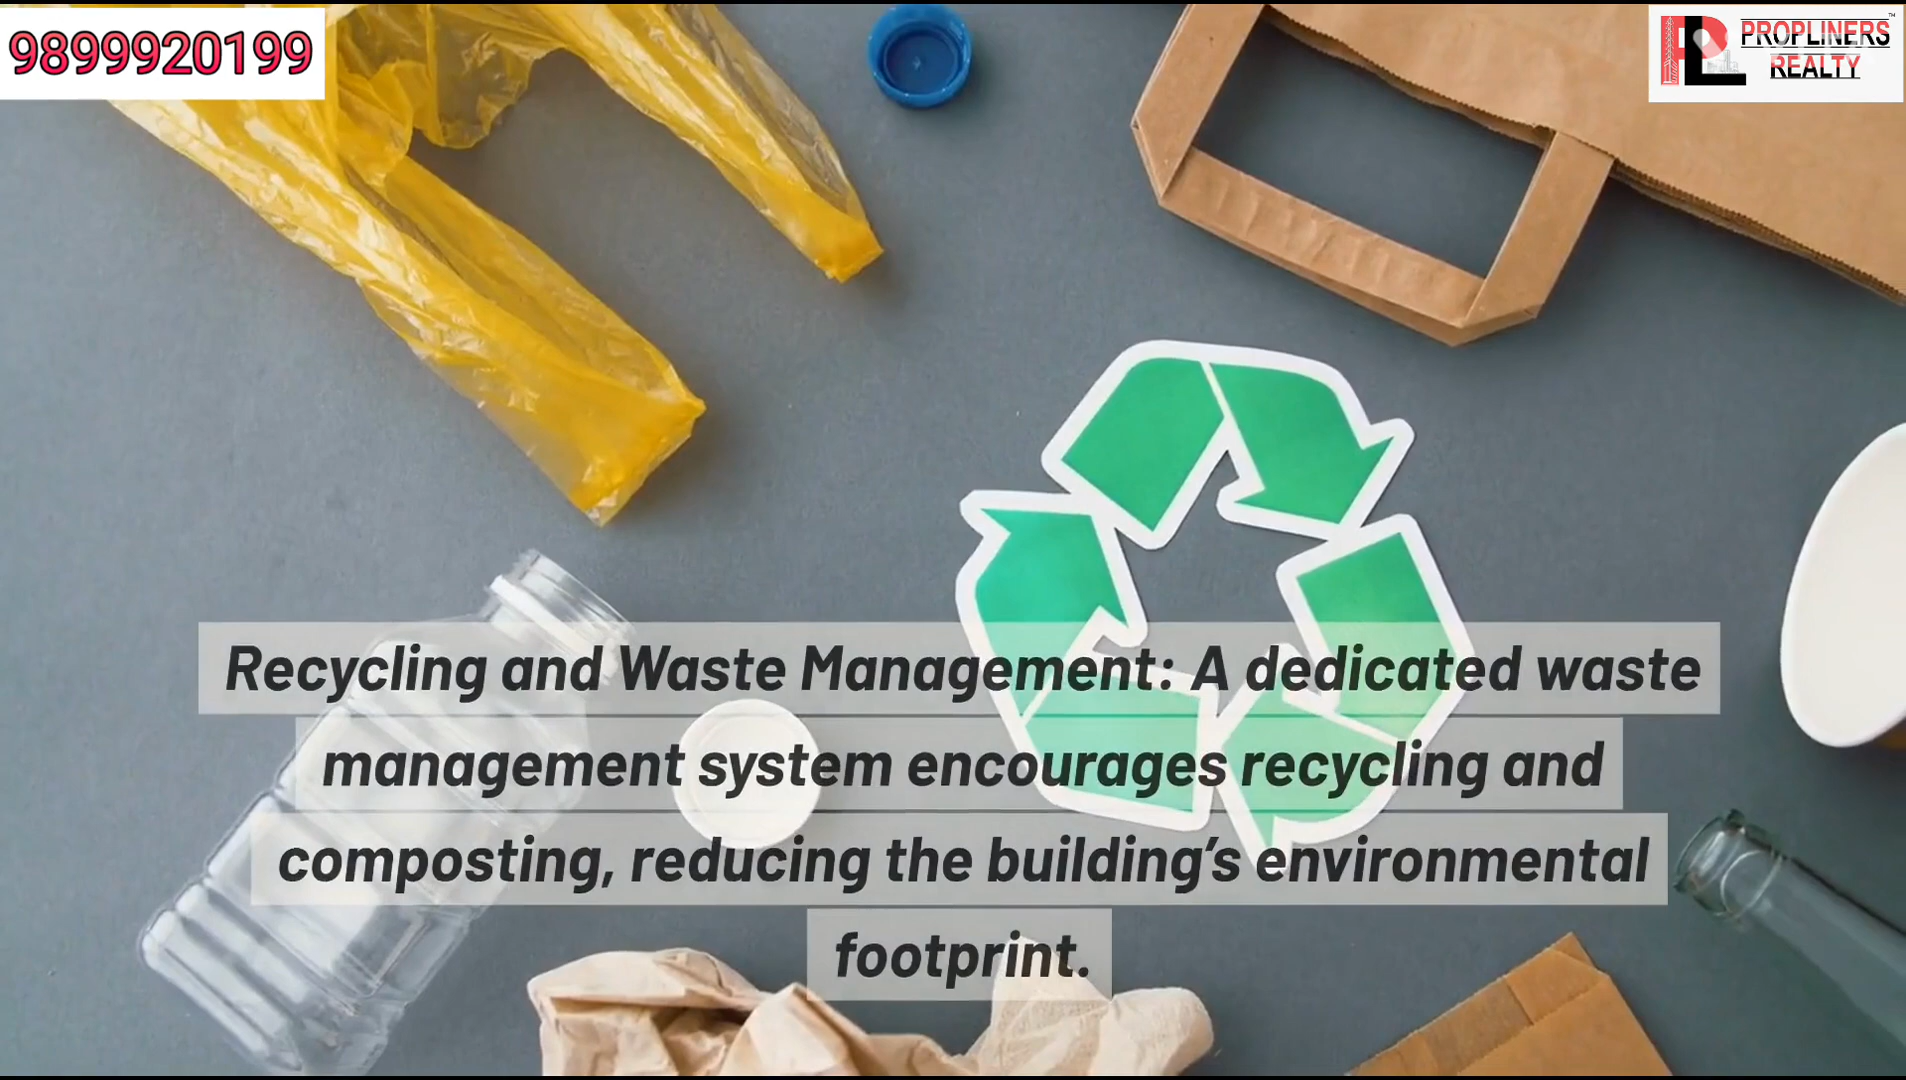 9899920199
PROPLINERS™
REALTY
Recycling and Waste Management: A dedicated waste
management system encourages recycling and
composting, reducing the building’s environmental
footprint.